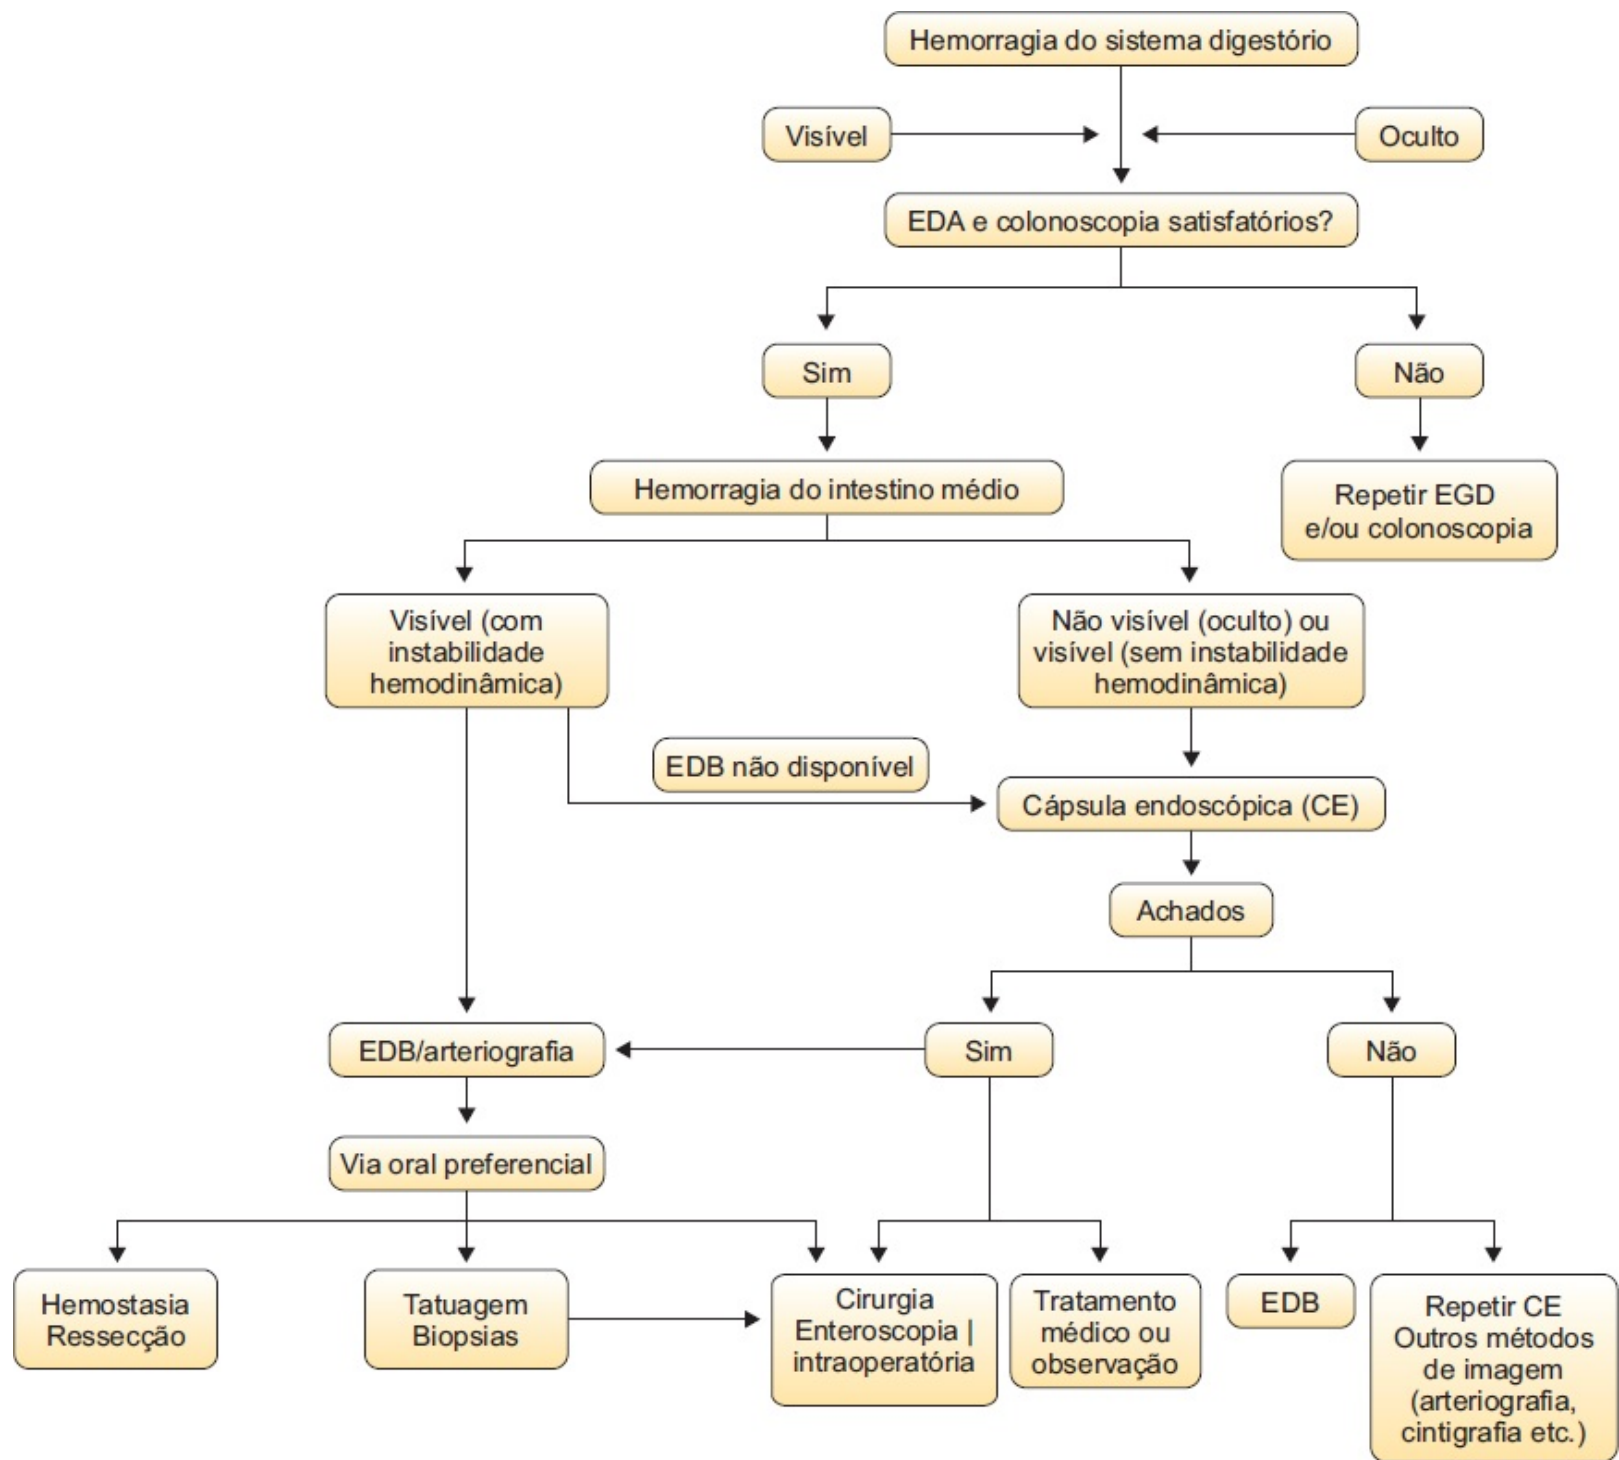 Hemorragia do sistema digestório
Visível
Oculto
EDA e colonoscopia satisfatórios?
Sim
Não
Hemorragia do intestino médio
Repetir EGD
e/ou colonoscopia
Visível (com
instabilidade
hemodinâmica)
Não visível (oculto) ou
visível (sem instabilidade
hemodinâmica)
EDB não disponível
Cápsula endoscópica (CE)
Achados
EDB/arteriografia
Sim
Não
Via oral preferencial
Hemostasia
Ressecção
Tatuagem
Biopsias
Cirurgia
Enteroscopia |
intraoperatória
Tratamento
médico ou
observação
EDB
Repetir CE
Outros métodos
de imagem
(arteriografia,
cintigrafia etc.)